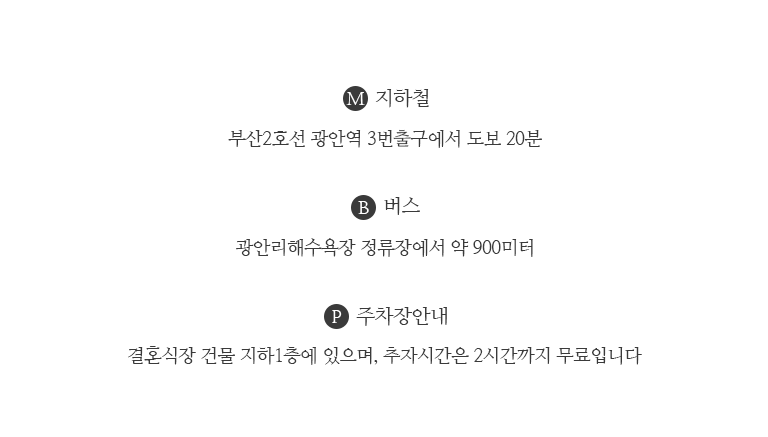 M 지하철
부산2호선 광안역 3번출구에서 도보 20분
B 버스
광안리해수욕장 정류장에서 약 900미터
P 주차장안내
결혼식장 건물 지하1층에 있으며, 추자시간은 2시간까지 무료입니다